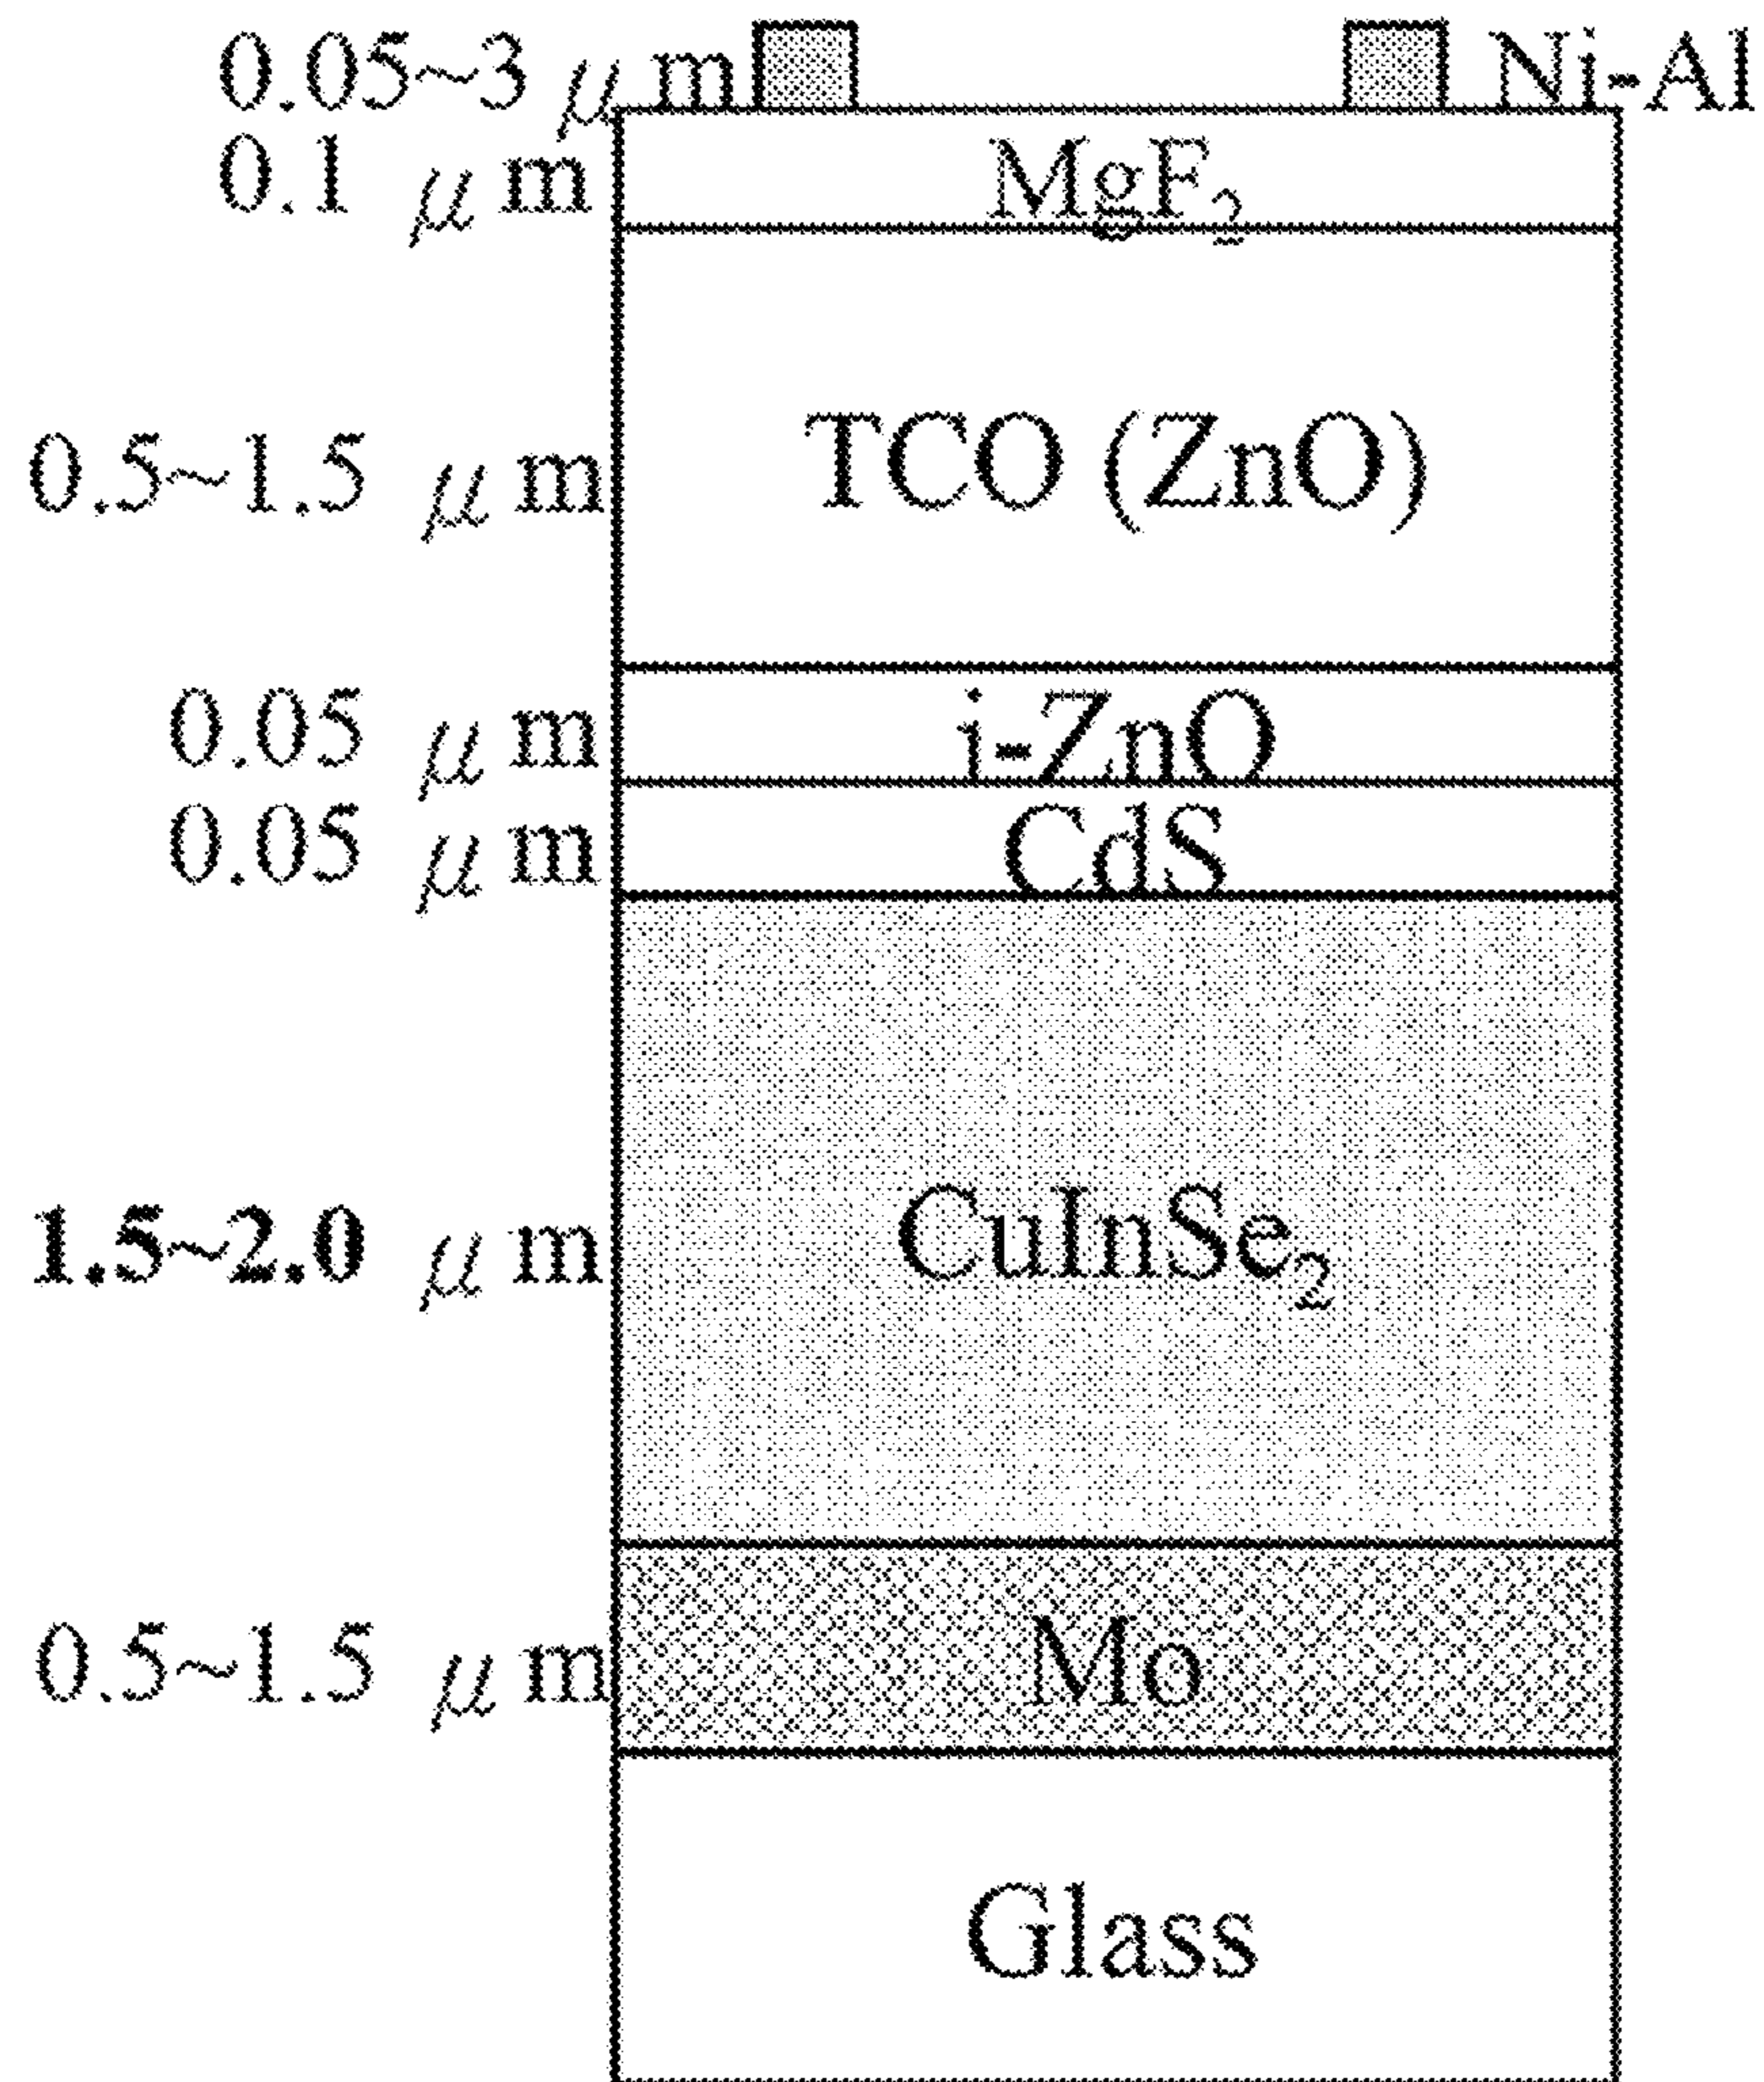 0.05~3 μm Ni-Al
0.1 μm MgF₂
0.5~1.5 μm TCO (ZnO)
0.05 μm i-ZnO
0.05 μm CdS
1.5~2.0 μm CuInSe₂
0.5~1.5 μm Mo
Glass